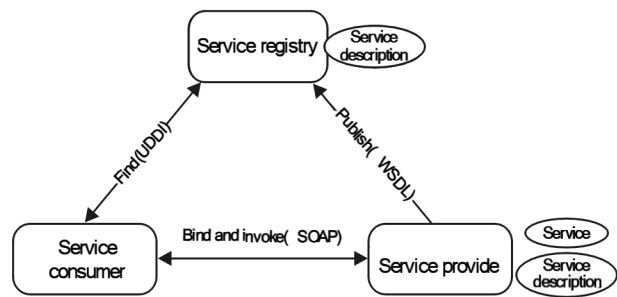 Service registry
Service
description
Find(UDDI)
Publish( WSDL)
Bind and invoke( SOAP)
Service
consumer
Service provide
Service
Service
description